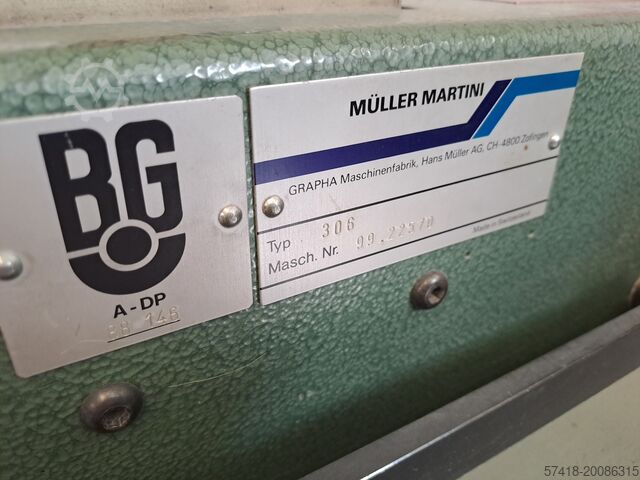 BG
A-DP
88 146
MÜLLER MARTINI
GRAPHA Maschinenfabrik, Hans Müller AG, CH-4800 Zofingen
Typ 306
Masch. Nr. 99.22570
Made in Switzerland
57418-20086315